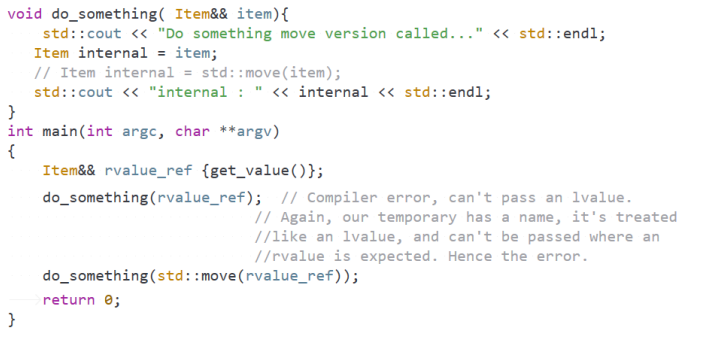 void do_something( Item&& item){
    std::cout << "Do something move version called..." << std::endl;
   Item internal = item;
   // Item internal = std::move(item);
   std::cout << "internal : " << internal << std::endl;
}
int main(int argc, char **argv)
{
    Item&& rvalue_ref {get_value()};
    do_something(rvalue_ref);  // Compiler error, can't pass an lvalue.
                            // Again, our temporary has a name, it's treated
                            //like an lvalue, and can't be passed where an
                            //rvalue is expected. Hence the error.
    do_something(std::move(rvalue_ref));
    return 0;
}